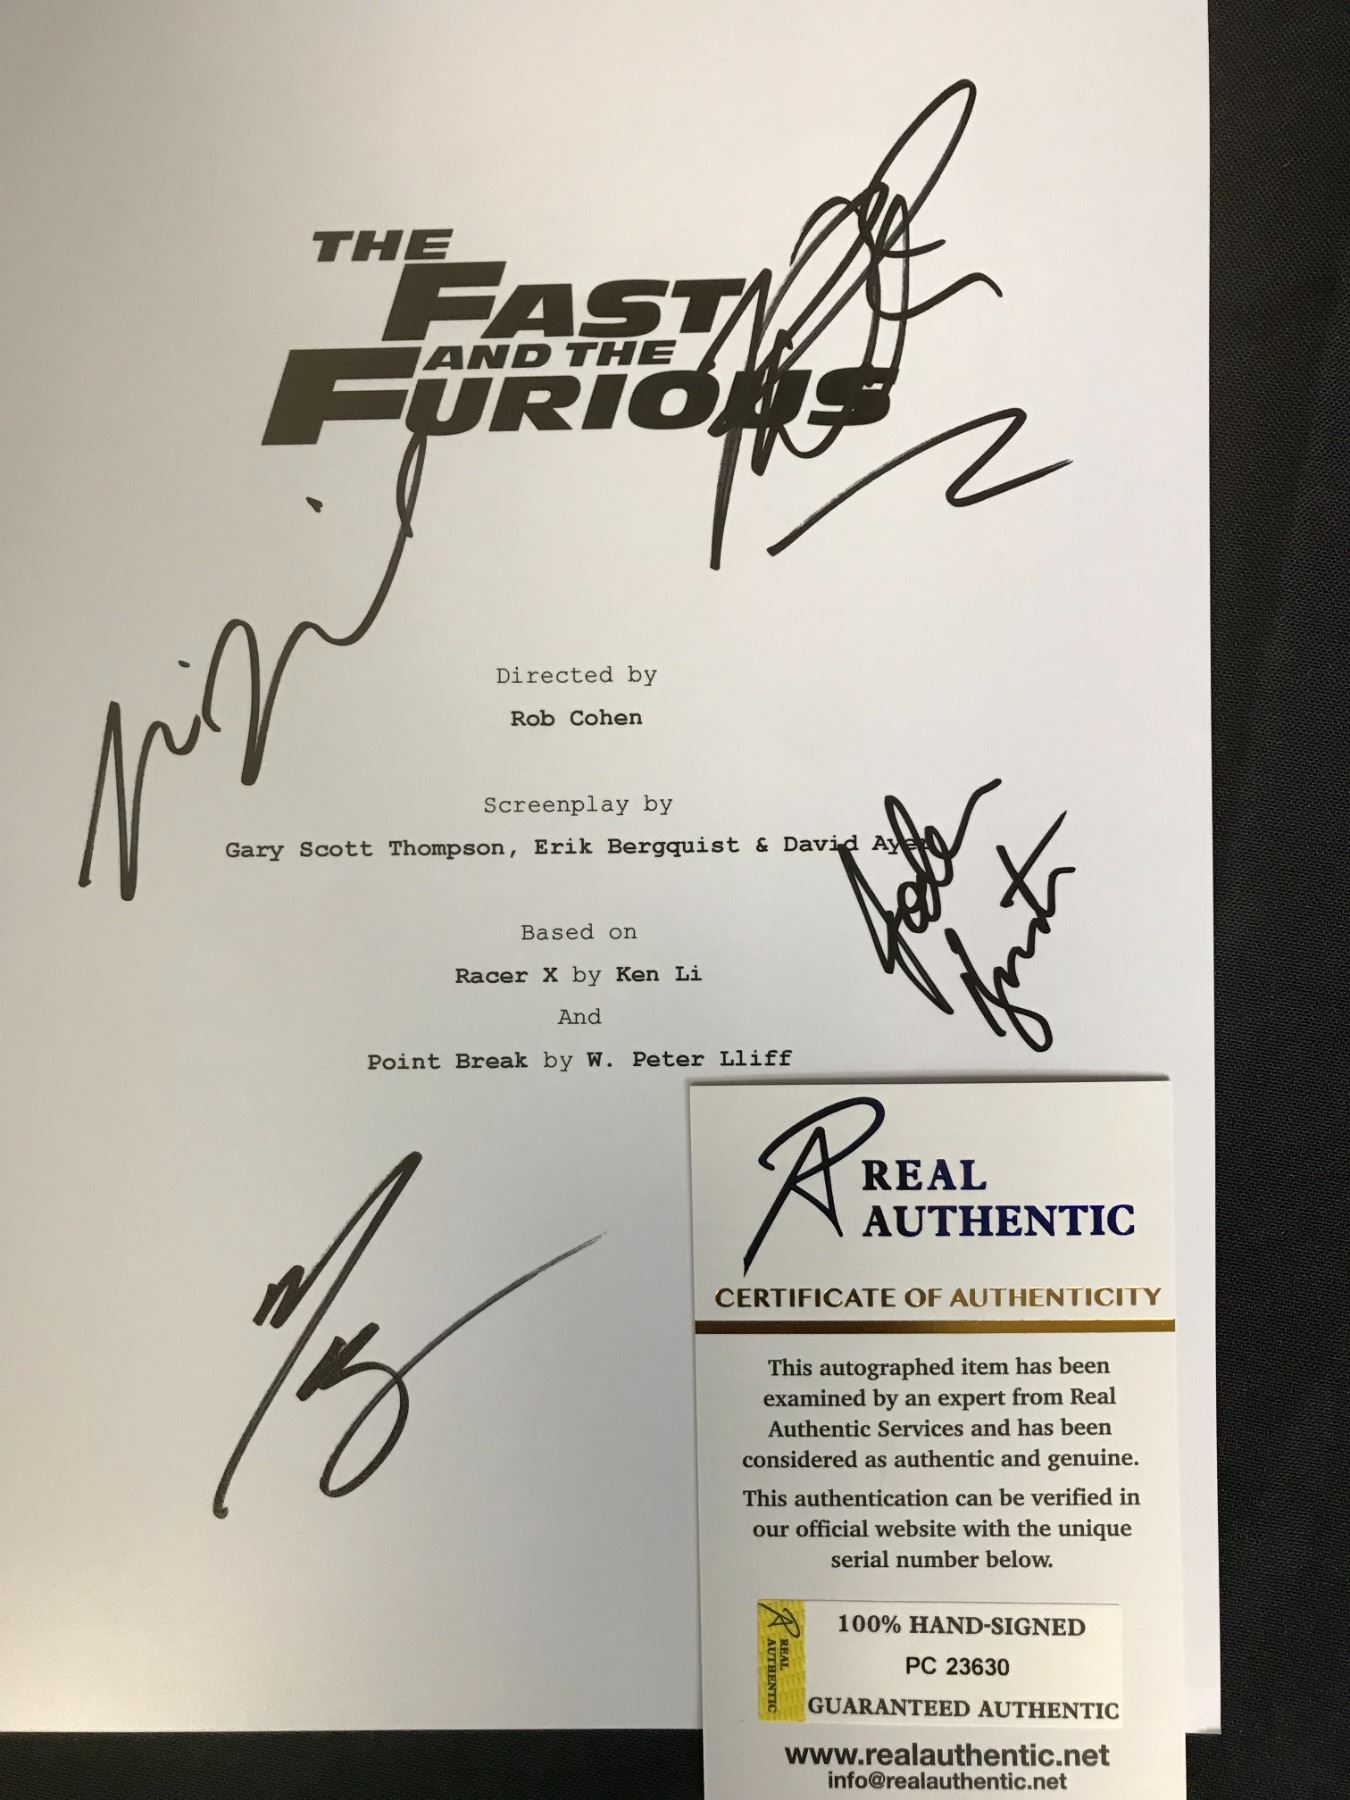 THE
FAST
AND THE
FURIOUS
Directed by
Rob Cohen
Screenplay by
Gary Scott Thompson, Erik Bergquist & David Ayer
Based on
Racer X by Ken Li
And
Point Break by W. Peter Lliff
REAL
AUTHENTIC
CERTIFICATE OF AUTHENTICITY
This autographed item has been
examined by an expert from Real
Authentic Services and has been
considered as authentic and genuine.
This authentication can be verified in
our official website with the unique
serial number below.
REAL
AUTHENTIC
100% HAND-SIGNED
PC 23630
GUARANTEED AUTHENTIC
www.realauthentic.net
info@realauthentic.net